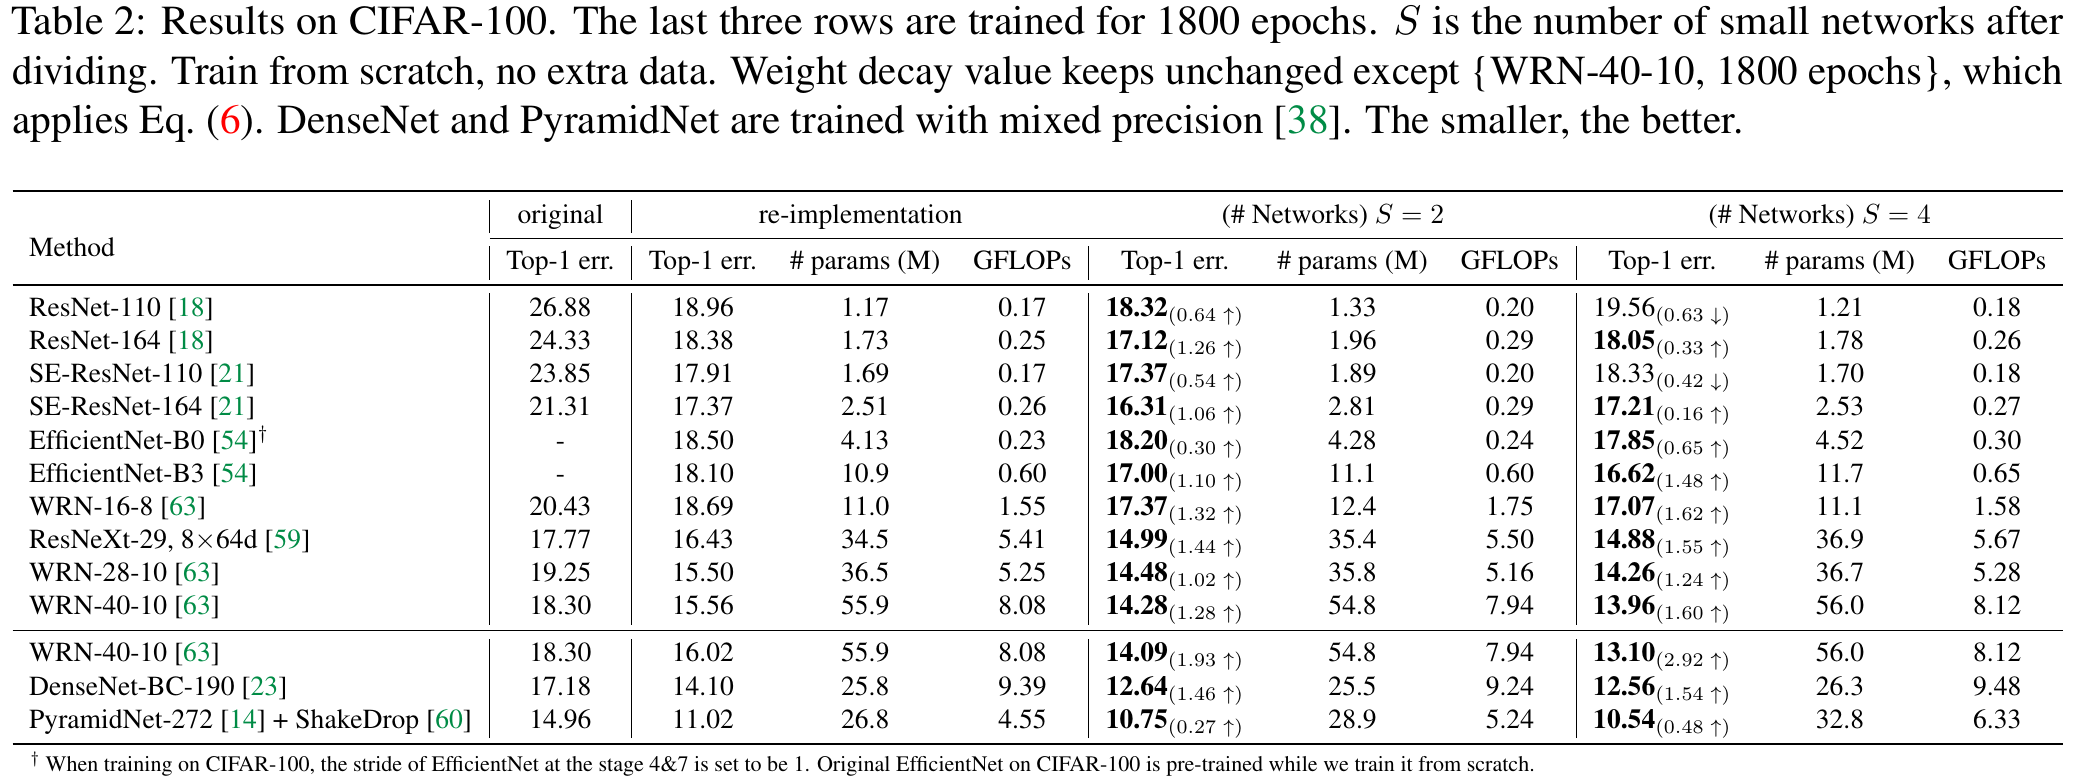 Table 2: Results on CIFAR-100. The last three rows are trained for 1800 epochs. S is the number of small networks after
dividing. Train from scratch, no extra data. Weight decay value keeps unchanged except {WRN-40-10, 1800 epochs}, which
applies Eq. (6). DenseNet and PyramidNet are trained with mixed precision [38]. The smaller, the better.
Method original re-implementation (# Networks) S = 2 (# Networks) S = 4
Top-1 err. Top-1 err. # params (M) GFLOPs Top-1 err. # params (M) GFLOPs Top-1 err. # params (M) GFLOPs
ResNet-110 [18] 26.88 18.96 1.17 0.17 18.32(0.64 ↑) 1.33 0.20 19.56(0.63 ↓) 1.21 0.18
ResNet-164 [18] 24.33 18.38 1.73 0.25 17.12(1.26 ↑) 1.96 0.29 18.05(0.33 ↑) 1.78 0.26
SE-ResNet-110 [21] 23.85 17.91 1.69 0.17 17.37(0.54 ↑) 1.89 0.20 18.33(0.42 ↓) 1.70 0.18
SE-ResNet-164 [21] 21.31 17.37 2.51 0.26 16.31(1.06 ↑) 2.81 0.29 17.21(0.16 ↑) 2.53 0.27
EfficientNet-B0 [54]† - 18.50 4.13 0.23 18.20(0.30 ↑) 4.28 0.24 17.85(0.65 ↑) 4.52 0.30
EfficientNet-B3 [54] - 18.10 10.9 0.60 17.00(1.10 ↑) 11.1 0.60 16.62(1.48 ↑) 11.7 0.65
WRN-16-8 [63] 20.43 18.69 11.0 1.55 17.37(1.32 ↑) 12.4 1.75 17.07(1.62 ↑) 11.1 1.58
ResNeXt-29, 8×64d [59] 17.77 16.43 34.5 5.41 14.99(1.44 ↑) 35.4 5.50 14.88(1.55 ↑) 36.9 5.67
WRN-28-10 [63] 19.25 15.50 36.5 5.25 14.48(1.02 ↑) 35.8 5.16 14.26(1.24 ↑) 36.7 5.28
WRN-40-10 [63] 18.30 15.56 55.9 8.08 14.28(1.28 ↑) 54.8 7.94 13.96(1.60 ↑) 56.0 8.12
WRN-40-10 [63] 18.30 16.02 55.9 8.08 14.09(1.93 ↑) 54.8 7.94 13.10(2.92 ↑) 56.0 8.12
DenseNet-BC-190 [23] 17.18 14.10 25.8 9.39 12.64(1.46 ↑) 25.5 9.24 12.56(1.54 ↑) 26.3 9.48
PyramidNet-272 [14] + ShakeDrop [60] 14.96 11.02 26.8 4.55 10.75(0.27 ↑) 28.9 5.24 10.54(0.48 ↑) 32.8 6.33
† When training on CIFAR-100, the stride of EfficientNet at the stage 4&7 is set to be 1. Original EfficientNet on CIFAR-100 is pre-trained while we train it from scratch.